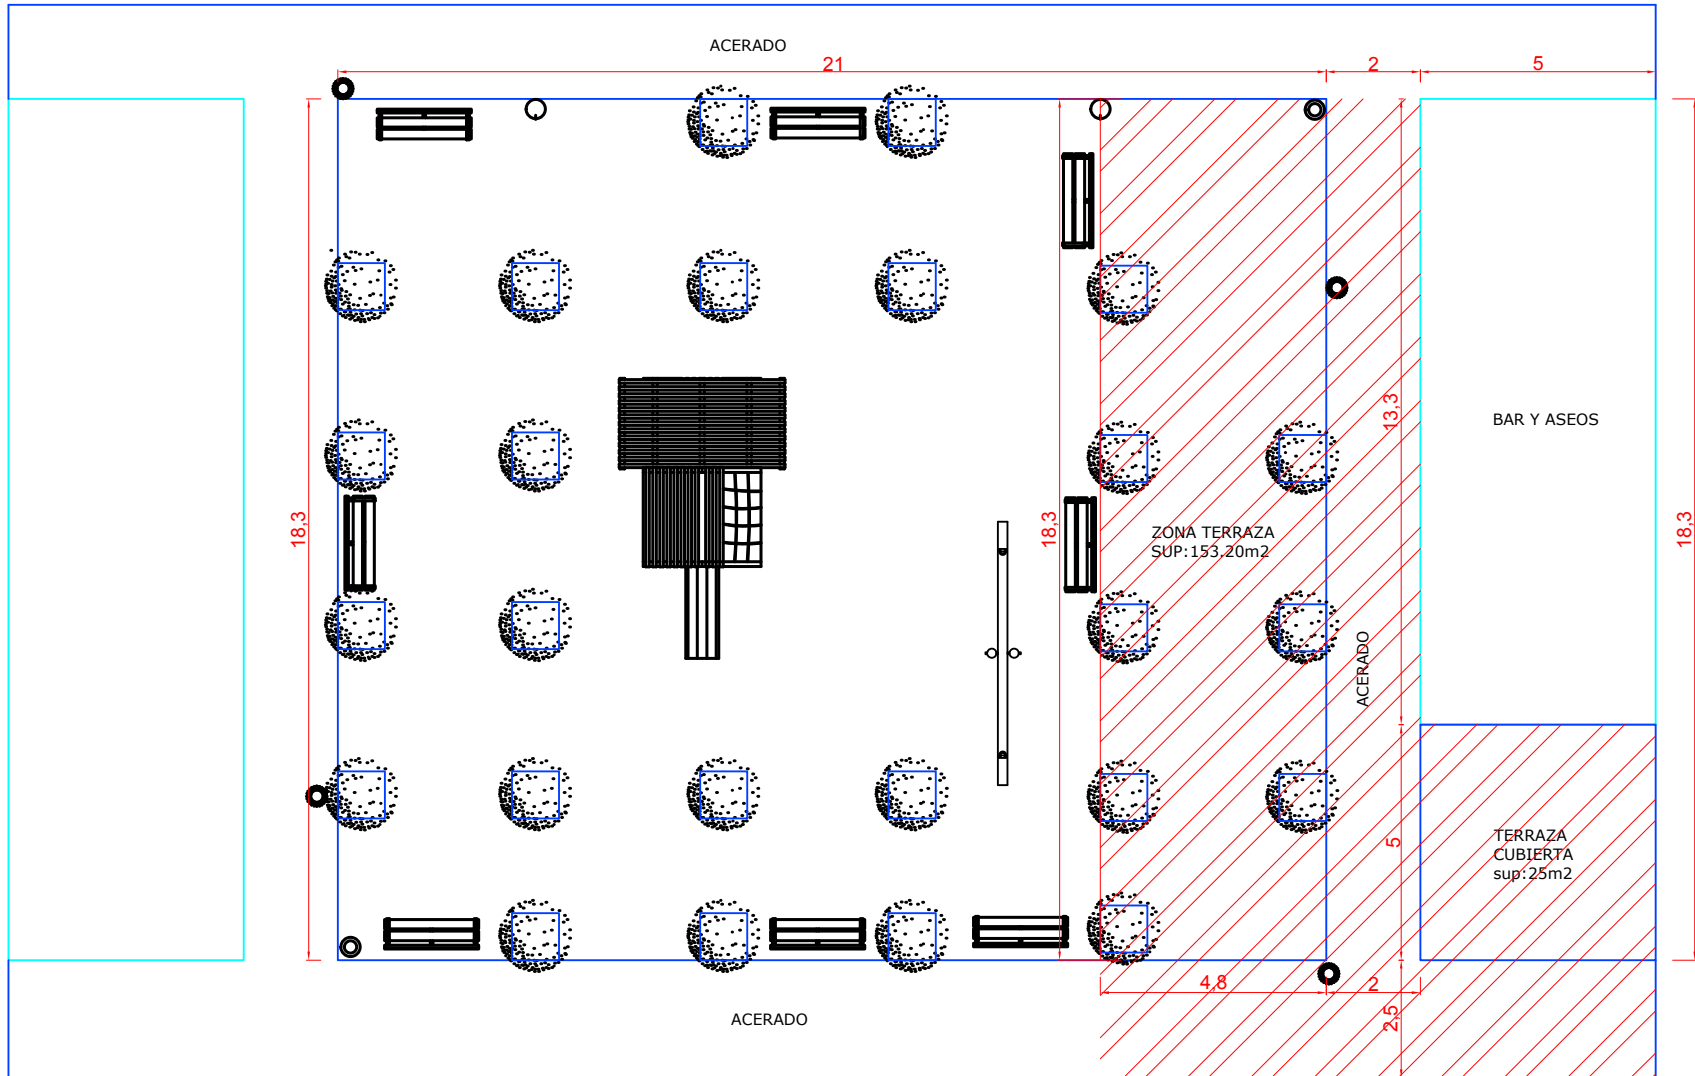 ACERADO
21
2
5
BAR Y ASEOS
13,3
18,3
18,3
18,3
ZONA TERRAZA
SUP:153.20m2
ACERADO
5
TERRAZA
CUBIERTA
sup:25m2
4,8
2
2,5
ACERADO